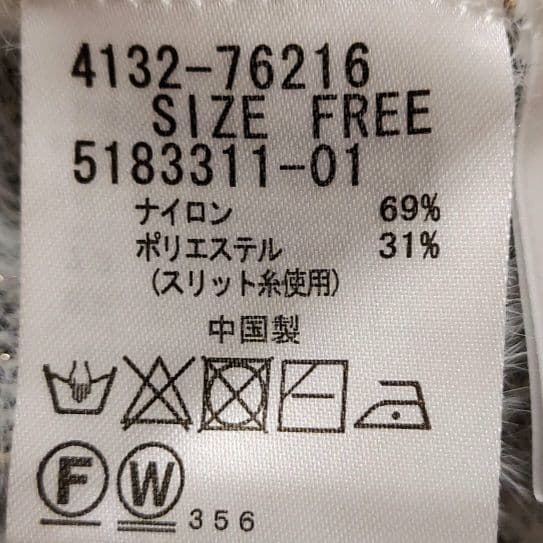 4132-76216
SIZE FREE
5183311-01
ナイロン 69%
ポリエステル 31%
(スリット糸使用)
中国製
F W 356